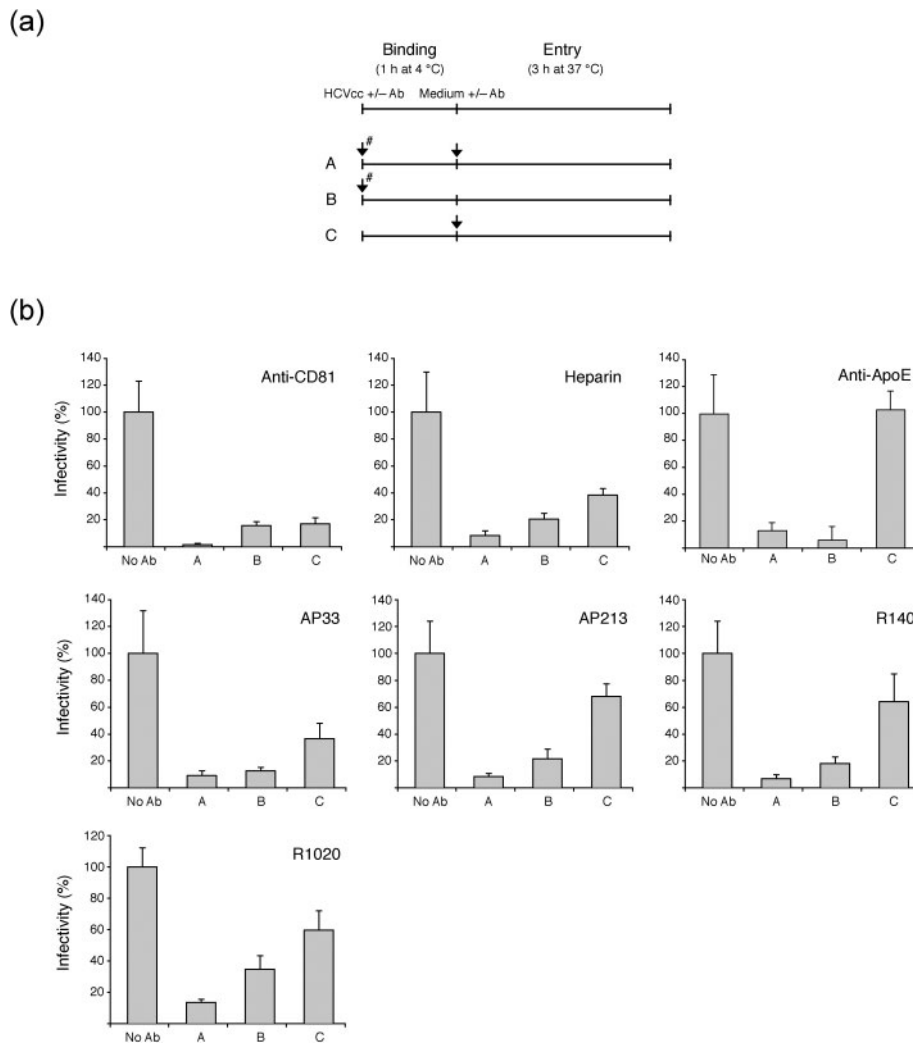 (a)
Binding
Entry
(1 h at 4 °C)
(3 h at 37 °C)
HCVcc +/– Ab
Medium +/– Ab
#
A
#
B
C
(b)
140
120
100
80
60
40
20
Infectivity (%)
Anti-CD81
No Ab A B C
140
120
100
80
60
40
20
Heparin
No Ab A B C
140
120
100
80
60
40
20
Anti-ApoE
No Ab A B C
140
120
100
80
60
40
20
Infectivity (%)
AP33
No Ab A B C
140
120
100
80
60
40
20
AP213
No Ab A B C
140
120
100
80
60
40
20
R140
No Ab A B C
120
100
80
60
40
20
Infectivity (%)
R1020
No Ab A B C